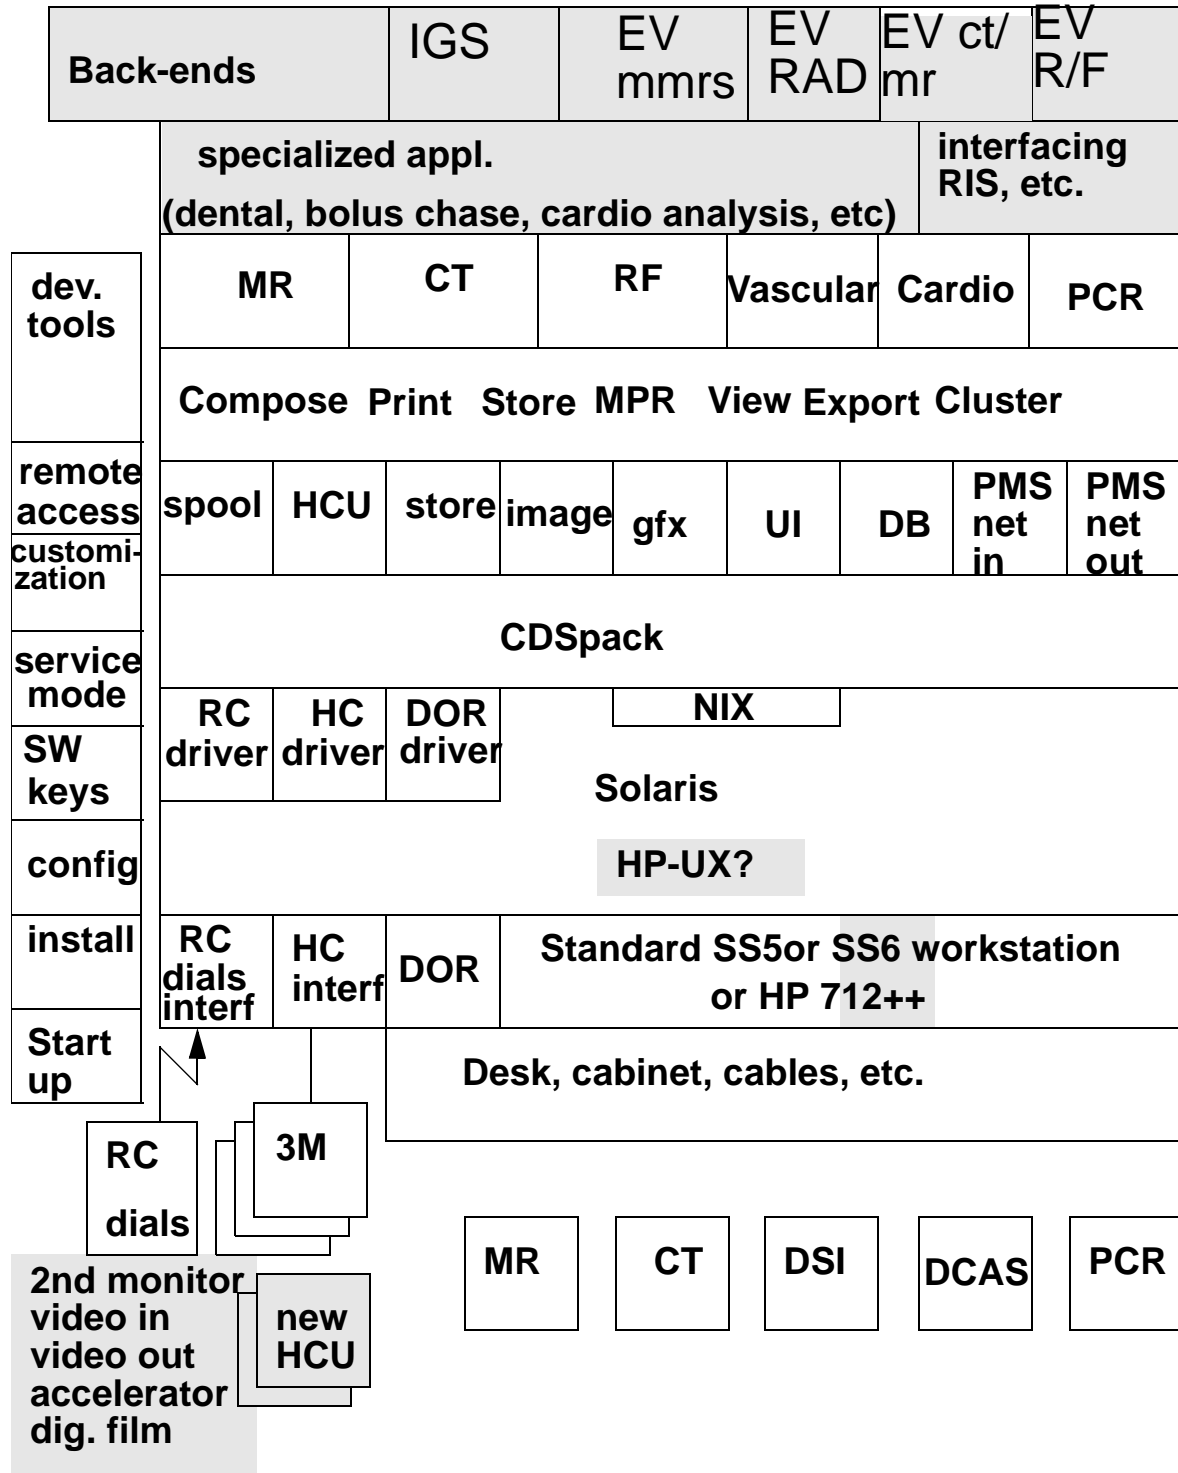 Back-ends
IGS
EV
mmrs
EV
RAD
EV ct/
mr
EV
R/F
specialized appl.
(dental, bolus chase, cardio analysis, etc)
interfacing
RIS, etc.
MR
CT
RF
Vascular
Cardio
PCR
Compose Print Store MPR View Export Cluster
spool
HCU
store
image
gfx
UI
DB
PMS
net
in
PMS
net
out
CDSpack
RC
driver
HC
driver
DOR
driver
NIX
Solaris
HP-UX?
RC
dials
interf
HC
interf
DOR
Standard SS5or SS6 workstation
or HP 712++
Desk, cabinet, cables, etc.
dev.
tools
remote
access
customi-
zation
service
mode
SW
keys
config
install
Start
up
RC
dials
3M
2nd monitor
video in
video out
accelerator
dig. film
new
HCU
MR
CT
DSI
DCAS
PCR